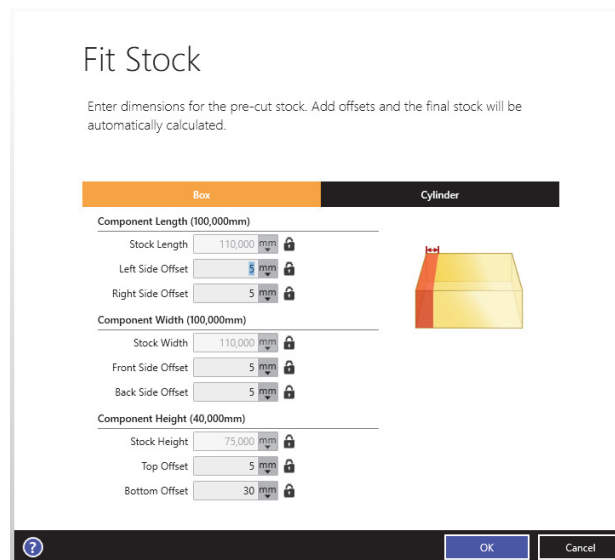 Fit Stock
Enter dimensions for the pre-cut stock. Add offsets and the final stock will be
automatically calculated.
Box
Cylinder
Component Length (100,000mm)
Stock Length 110,000 mm
Left Side Offset 5 mm
Right Side Offset 5 mm
Component Width (100,000mm)
Stock Width 110,000 mm
Front Side Offset 5 mm
Back Side Offset 5 mm
Component Height (40,000mm)
Stock Height 75,000 mm
Top Offset 5 mm
Bottom Offset 30 mm
?
OK
Cancel